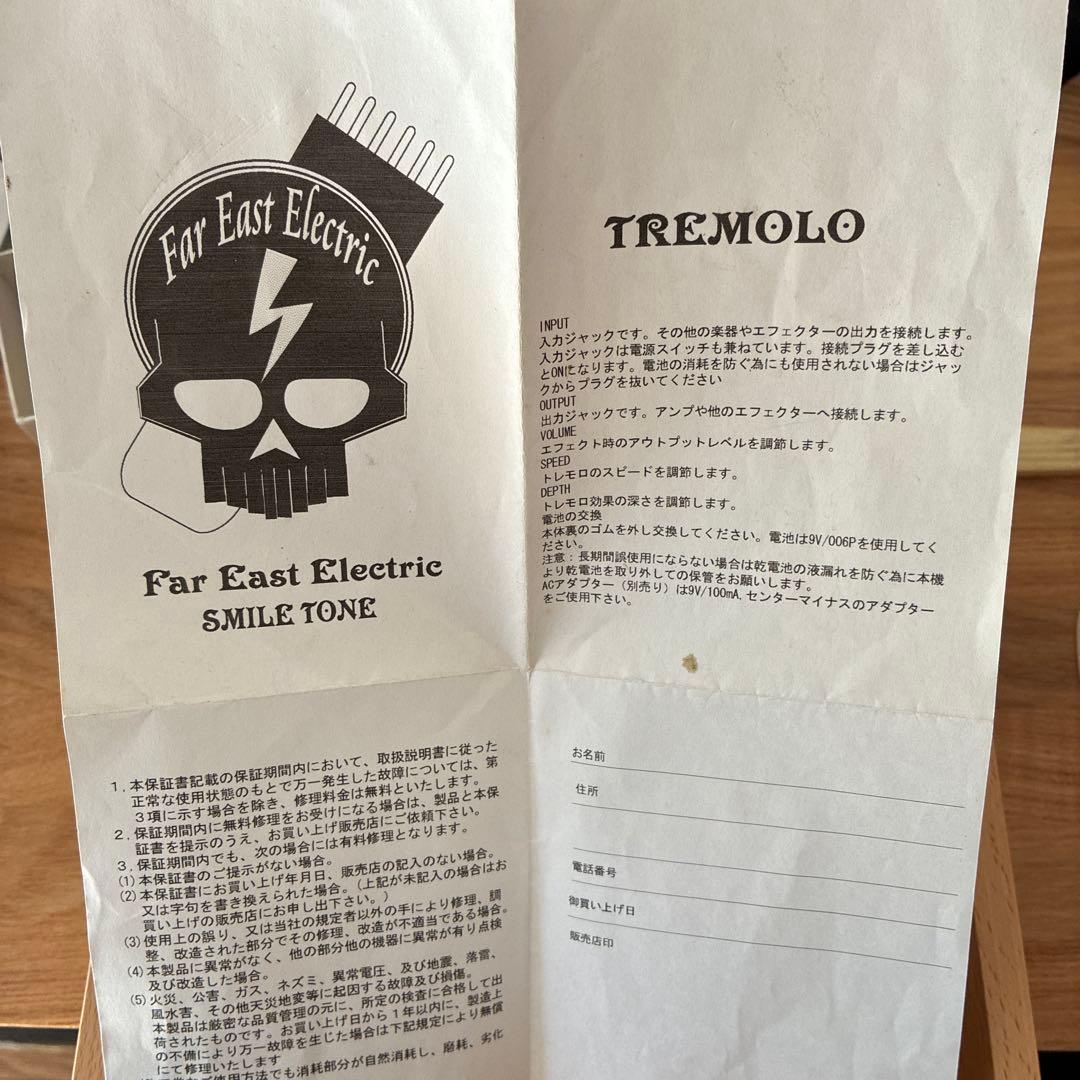 Far East Electric
Far East Electric
SMILE TONE
TREMOLO
INPUT
入力ジャックです。その他の楽器やエフェクターの出力を接続します。
入力ジャックは電源スイッチも兼ねています。接続プラグを差し込む
とONになります。電池の消耗を防ぐ為にも使用されない場合はジャッ
クからプラグを抜いてください
OUTPUT
出力ジャックです。アンプや他のエフェクターへ接続します。
VOLUME
エフェクト時のアウトプットレベルを調節します。
SPEED
トレモロのスピードを調節します。
DEPTH
トレモロ効果の深さを調節します。
電池の交換
本体裏のゴムを外し交換してください。電池は9V/006Pを使用してく
ださい。
注意：長期間誤使用にならない場合は乾電池の液漏れを防ぐ為に本機
より乾電池を取り外しての保管をお願いします。
ACアダプター（別売り）は9V/100mA,センターマイナスのアダプター
をご使用下さい。
1．本保証書記載の保証期間内において、取扱説明書に従った
正常な使用状態のもとで万一発生した故障については、第
３項に示す場合を除き、修理料金は無料といたします。
2．保証期間内に無料修理をお受けになる場合は、製品と本保
証書を提示のうえ、お買い上げ販売店にご依頼下さい。
3．保証期間内でも、次の場合には有料修理となります。
(1)本保証書のご提示がない場合。
(2)本保証書にお買い上げ年月日、販売店の記入のない場合。
又は字句を書き換えられた場合。(上記が未記入の場合はお
買い上げの販売店にお申し出下さい。)
(3)使用上の誤り、又は当社の規定者以外の手により修理、調
整、改造された部分でその修理、改造が不適当である場合。
(4)本製品に異常がなく、他の部分他の機器に異常が有り点検
及び改造した場合。
(5)火災、公害、ガス、ネズミ、異常電圧、及び地震、落雷、
風水害、その他天災地変等に起因する故障及び損傷。
本製品は厳密な品質管理の元に、所定の検査に合格して出
荷されたものです。お買い上げ日から１年以内に、製造上
の不備により万一故障を生じた場合は下記規定により無償
にて修理いたします
ご使用方法でも消耗部分が自然消耗し、磨耗、劣化
お名前
住所
電話番号
御買い上げ日
販売店印